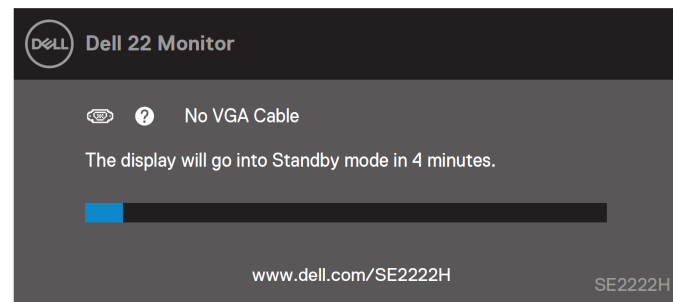 DELL
Dell 22 Monitor
No VGA Cable
The display will go into Standby mode in 4 minutes.
www.dell.com/SE2222H
SE2222H